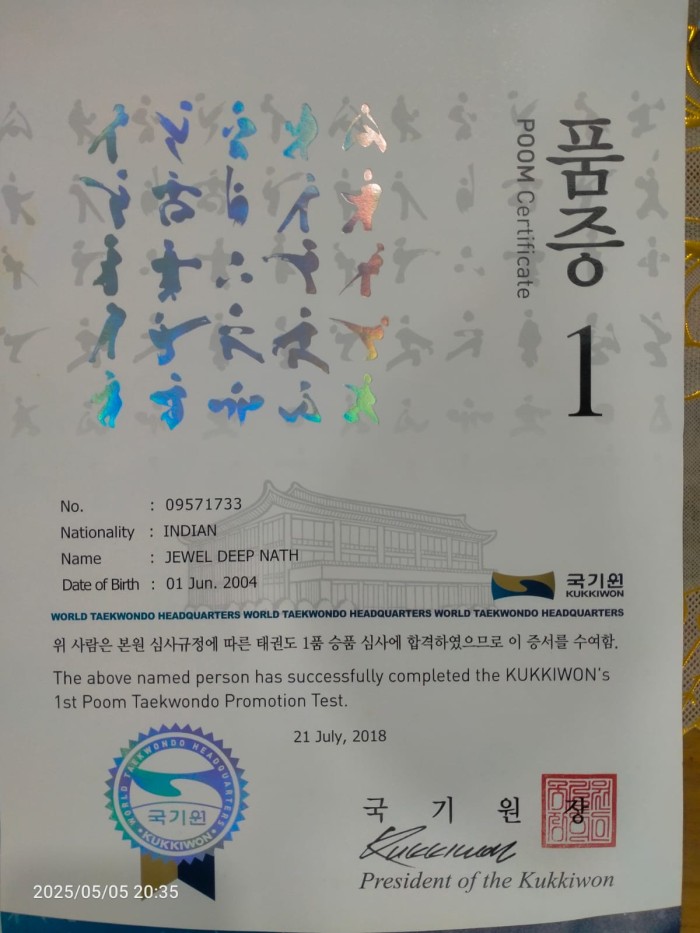 품증
POOM Certificate
1
No. : 09571733
Nationality : INDIAN
Name : JEWEL DEEP NATH
Date of Birth : 01 Jun. 2004
국기원
KUKKIWON
WORLD TAEKWONDO HEADQUARTERS WORLD TAEKWONDO HEADQUARTERS WORLD TAEKWONDO HEADQUARTERS
위 사람은 본원 심사규정에 따른 태권도 1품 승품 심사에 합격하였으므로 이 증서를 수여함.
The above named person has successfully completed the KUKKIWON's
1st Poom Taekwondo Promotion Test.
21 July, 2018
WORLD TAEKWONDO HEADQUARTERS
국기원
KUKKIWON
국 기 원 장
Kukkiwon
President of the Kukkiwon
2025/05/05 20:35